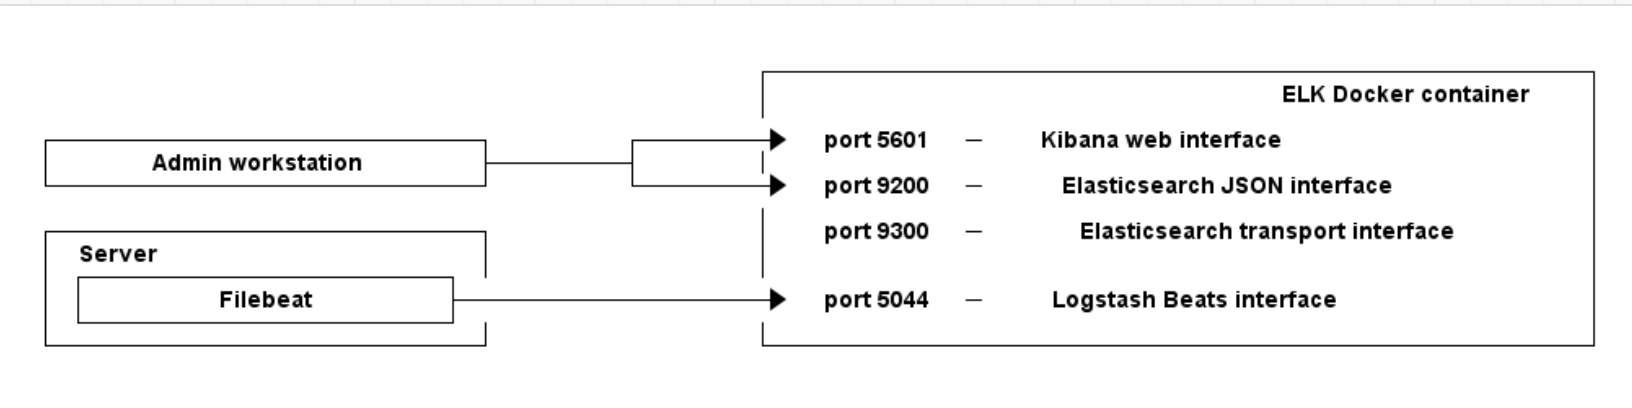 ELK Docker container
port 5601 – Kibana web interface
Admin workstation
port 9200 – Elasticsearch JSON interface
port 9300 – Elasticsearch transport interface
Server
Filebeat
port 5044 – Logstash Beats interface